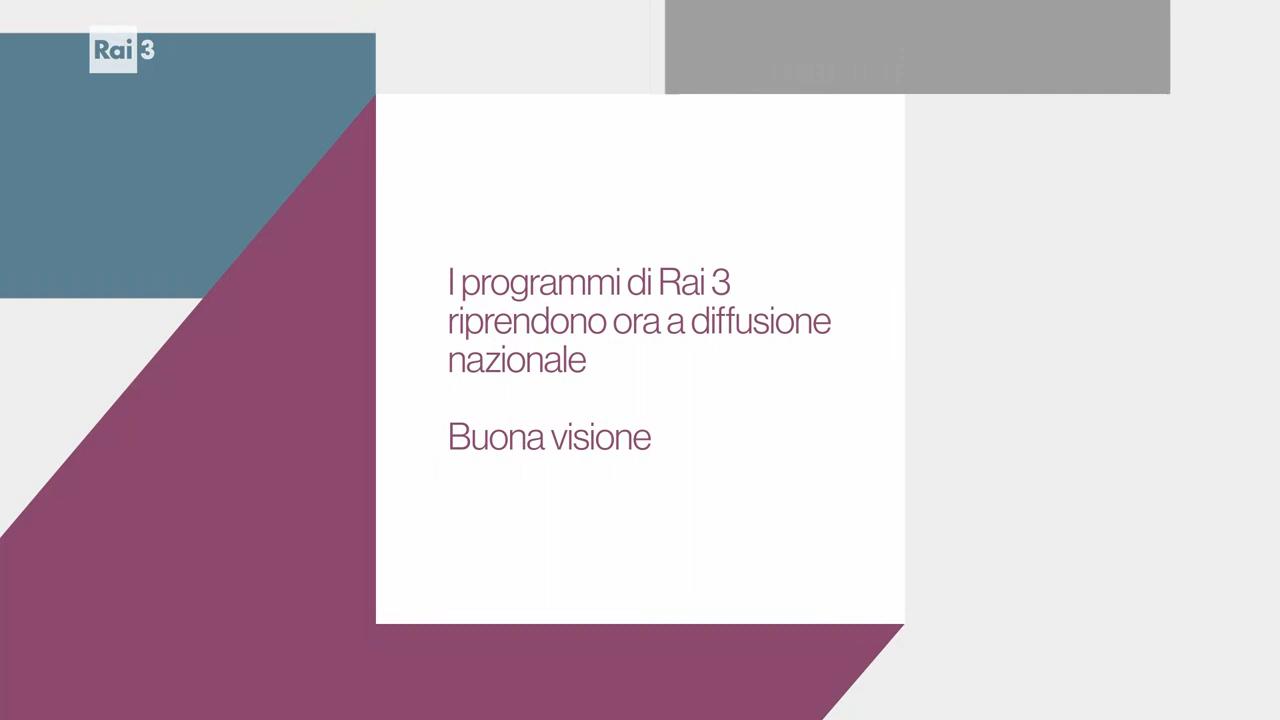 Rai 3
I programmi di Rai 3
riprendono ora a diffusione
nazionale
Buona visione